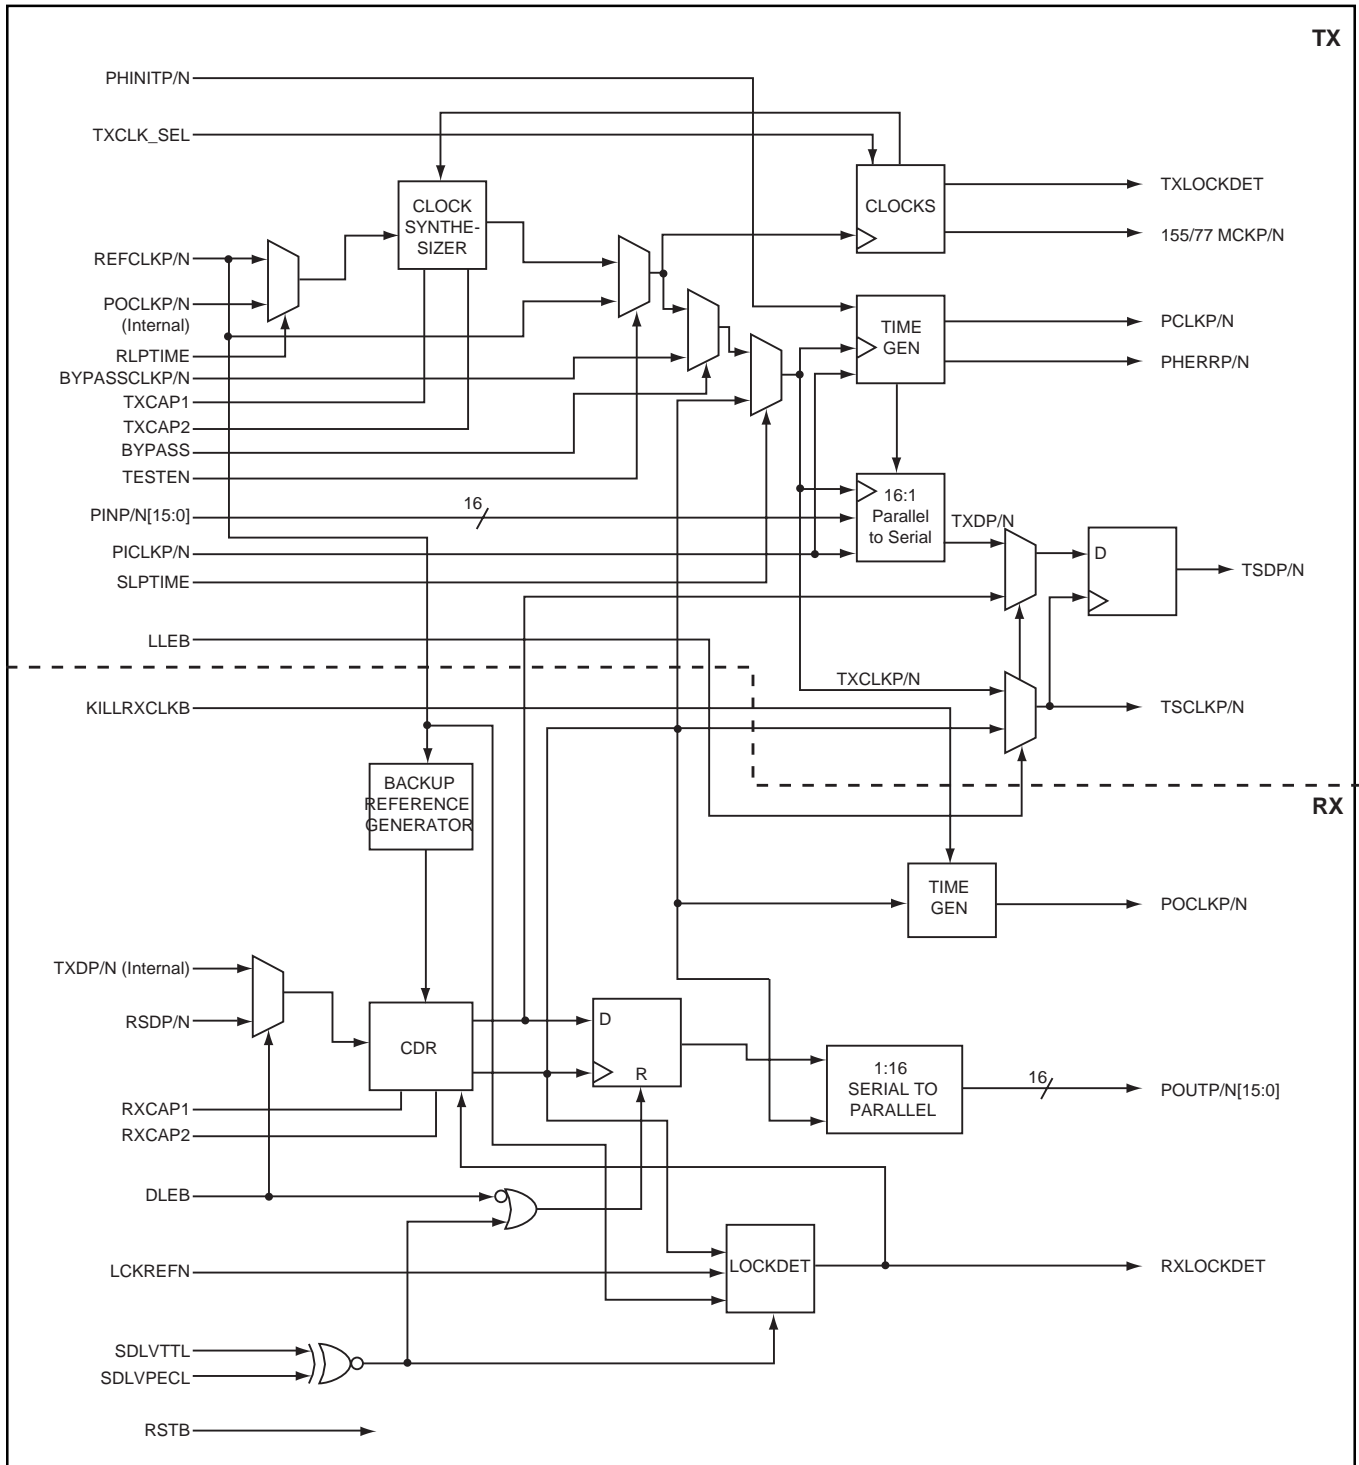 TX
PHINITP/N
TXCLK_SEL
CLOCK
SYNTHE-
SIZER
CLOCKS
TXLOCKDET
155/77 MCKP/N
REFCLKP/N
POCLKP/N
(Internal)
RLPTIME
BYPASSCLKP/N
TXCAP1
TXCAP2
BYPASS
TESTEN
TIME
GEN
PCLKP/N
PHERRP/N
PINP/N[15:0]
16
16:1
Parallel
to Serial
TXDP/N
PICLKP/N
SLPTIME
D
TSDP/N
LLEB
TXCLKP/N
TSCLKP/N
KILLRXCLKB
RX
BACKUP
REFERENCE
GENERATOR
TIME
GEN
POCLKP/N
TXDP/N (Internal)
RSDP/N
CDR
D
R
1:16
SERIAL TO
PARALLEL
16
POUTP/N[15:0]
RXCAP1
RXCAP2
DLEB
LCKREFN
LOCKDET
RXLOCKDET
SDLVTTL
SDLVPECL
RSTB